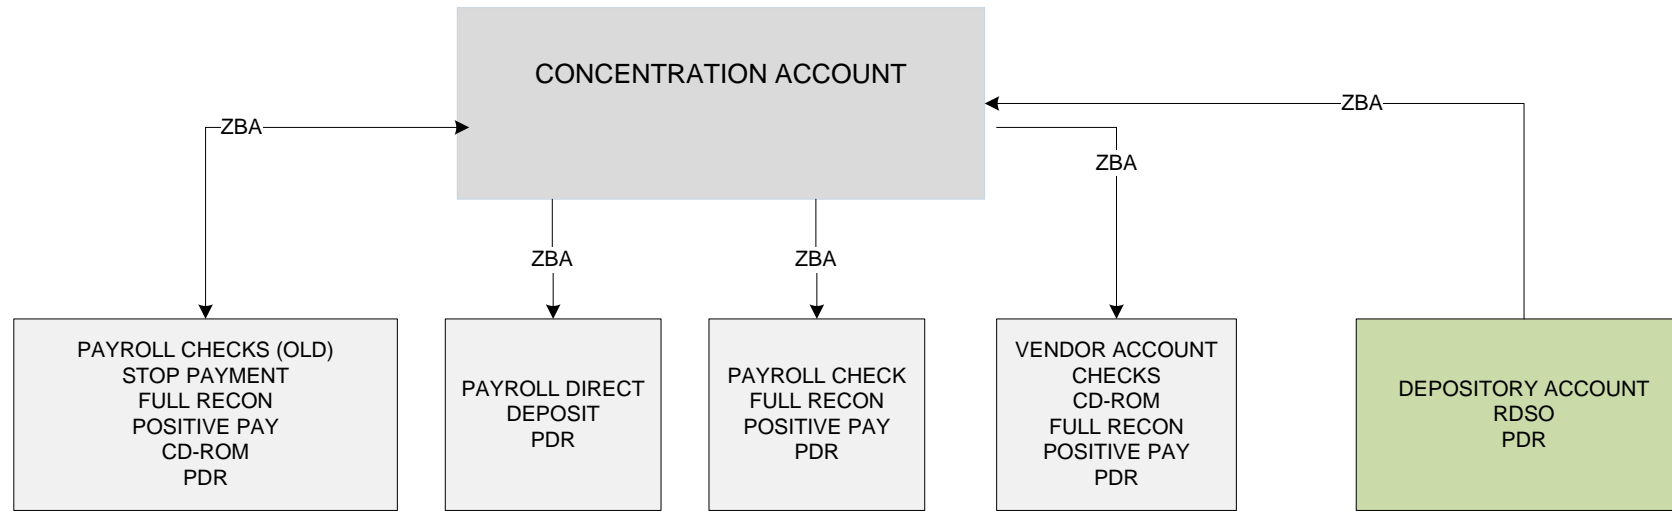 CONCENTRATION ACCOUNT
ZBA
ZBA
ZBA
ZBA
ZBA
PAYROLL CHECKS (OLD)
STOP PAYMENT
FULL RECON
POSITIVE PAY
CD-ROM
PDR
PAYROLL DIRECT
DEPOSIT
PDR
PAYROLL CHECK
FULL RECON
POSITIVE PAY
PDR
VENDOR ACCOUNT
CHECKS
CD-ROM
FULL RECON
POSITIVE PAY
PDR
DEPOSITORY ACCOUNT
RDSO
PDR